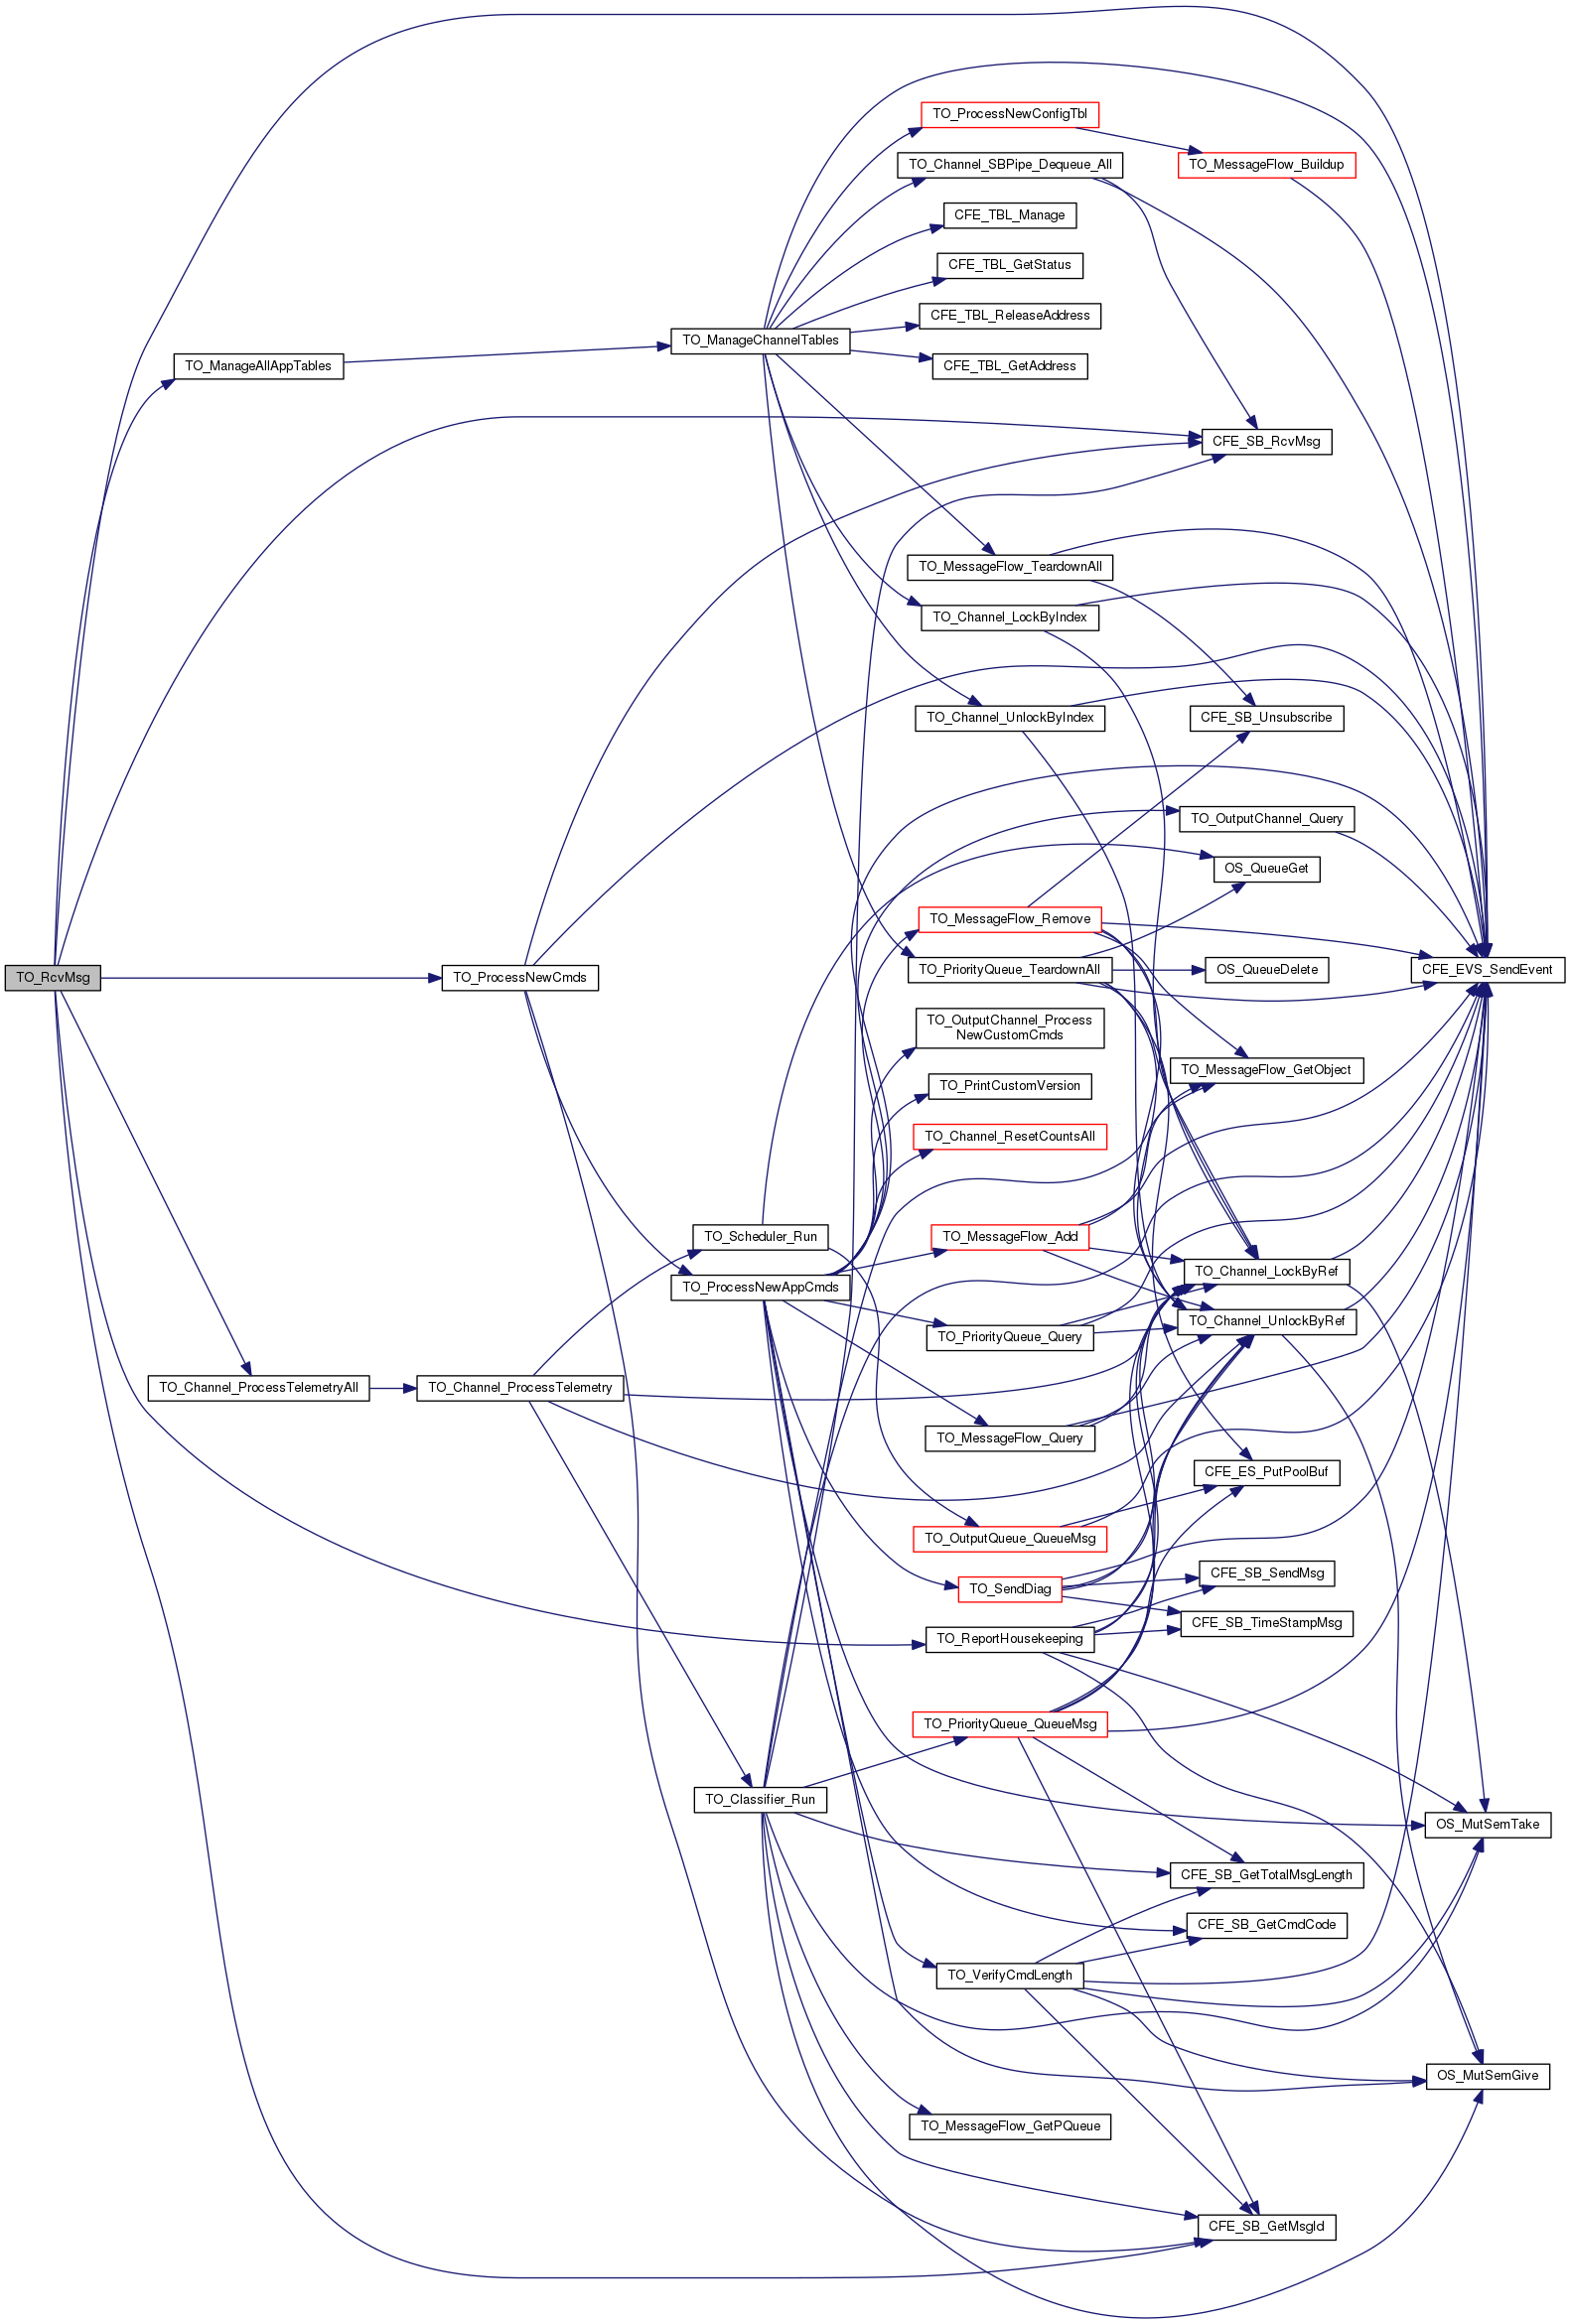 TO_ProcessNewConfigTbl
TO_Channel_SBPipe_Dequeue_All
TO_MessageFlow_Buildup
CFE_TBL_Manage
CFE_TBL_GetStatus
CFE_TBL_ReleaseAddress
TO_ManageChannelTables
TO_ManageAllAppTables
CFE_TBL_GetAddress
CFE_SB_RcvMsg
TO_MessageFlow_TeardownAll
TO_Channel_LockByIndex
TO_Channel_UnlockByIndex
CFE_SB_Unsubscribe
TO_OutputChannel_Query
OS_QueueGet
TO_MessageFlow_Remove
TO_RcvMsg
TO_ProcessNewCmds
TO_PriorityQueue_TeardownAll
OS_QueueDelete
CFE_EVS_SendEvent
TO_OutputChannel_Process
NewCustomCmds
TO_MessageFlow_GetObject
TO_PrintCustomVersion
TO_Channel_ResetCountsAll
TO_Scheduler_Run
TO_MessageFlow_Add
TO_Channel_LockByRef
TO_ProcessNewAppCmds
TO_Channel_UnlockByRef
TO_PriorityQueue_Query
TO_Channel_ProcessTelemetryAll
TO_Channel_ProcessTelemetry
TO_MessageFlow_Query
CFE_ES_PutPoolBuf
TO_OutputQueue_QueueMsg
CFE_SB_SendMsg
TO_SendDiag
CFE_SB_TimeStampMsg
TO_ReportHousekeeping
TO_PriorityQueue_QueueMsg
TO_Classifier_Run
OS_MutSemTake
CFE_SB_GetTotalMsgLength
CFE_SB_GetCmdCode
TO_VerifyCmdLength
OS_MutSemGive
TO_MessageFlow_GetPQueue
CFE_SB_GetMsgId